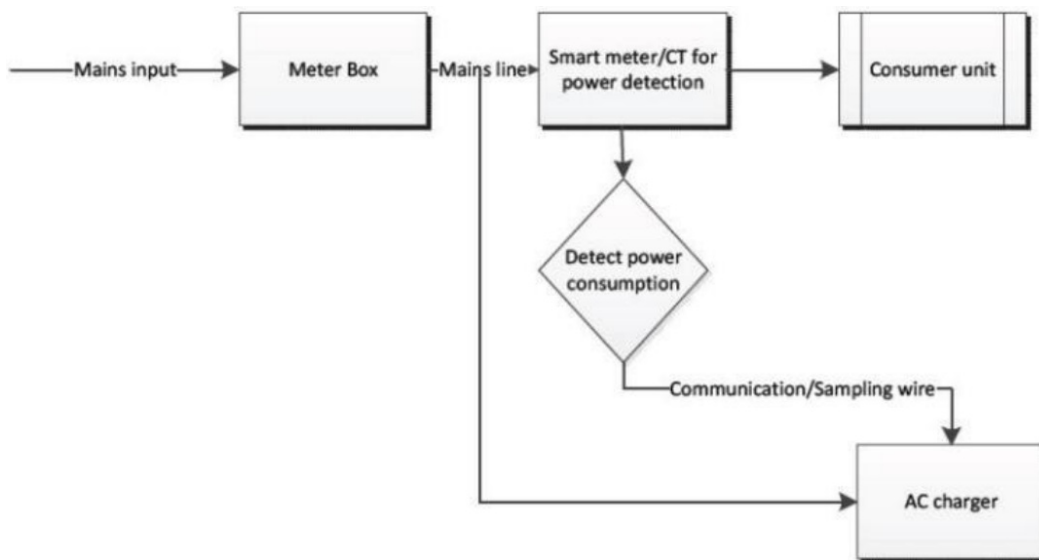 Mains input
Meter Box
Mains line
Smart meter/CT for
power detection
Consumer unit
Detect power
consumption
Communication/Sampling wire
AC charger